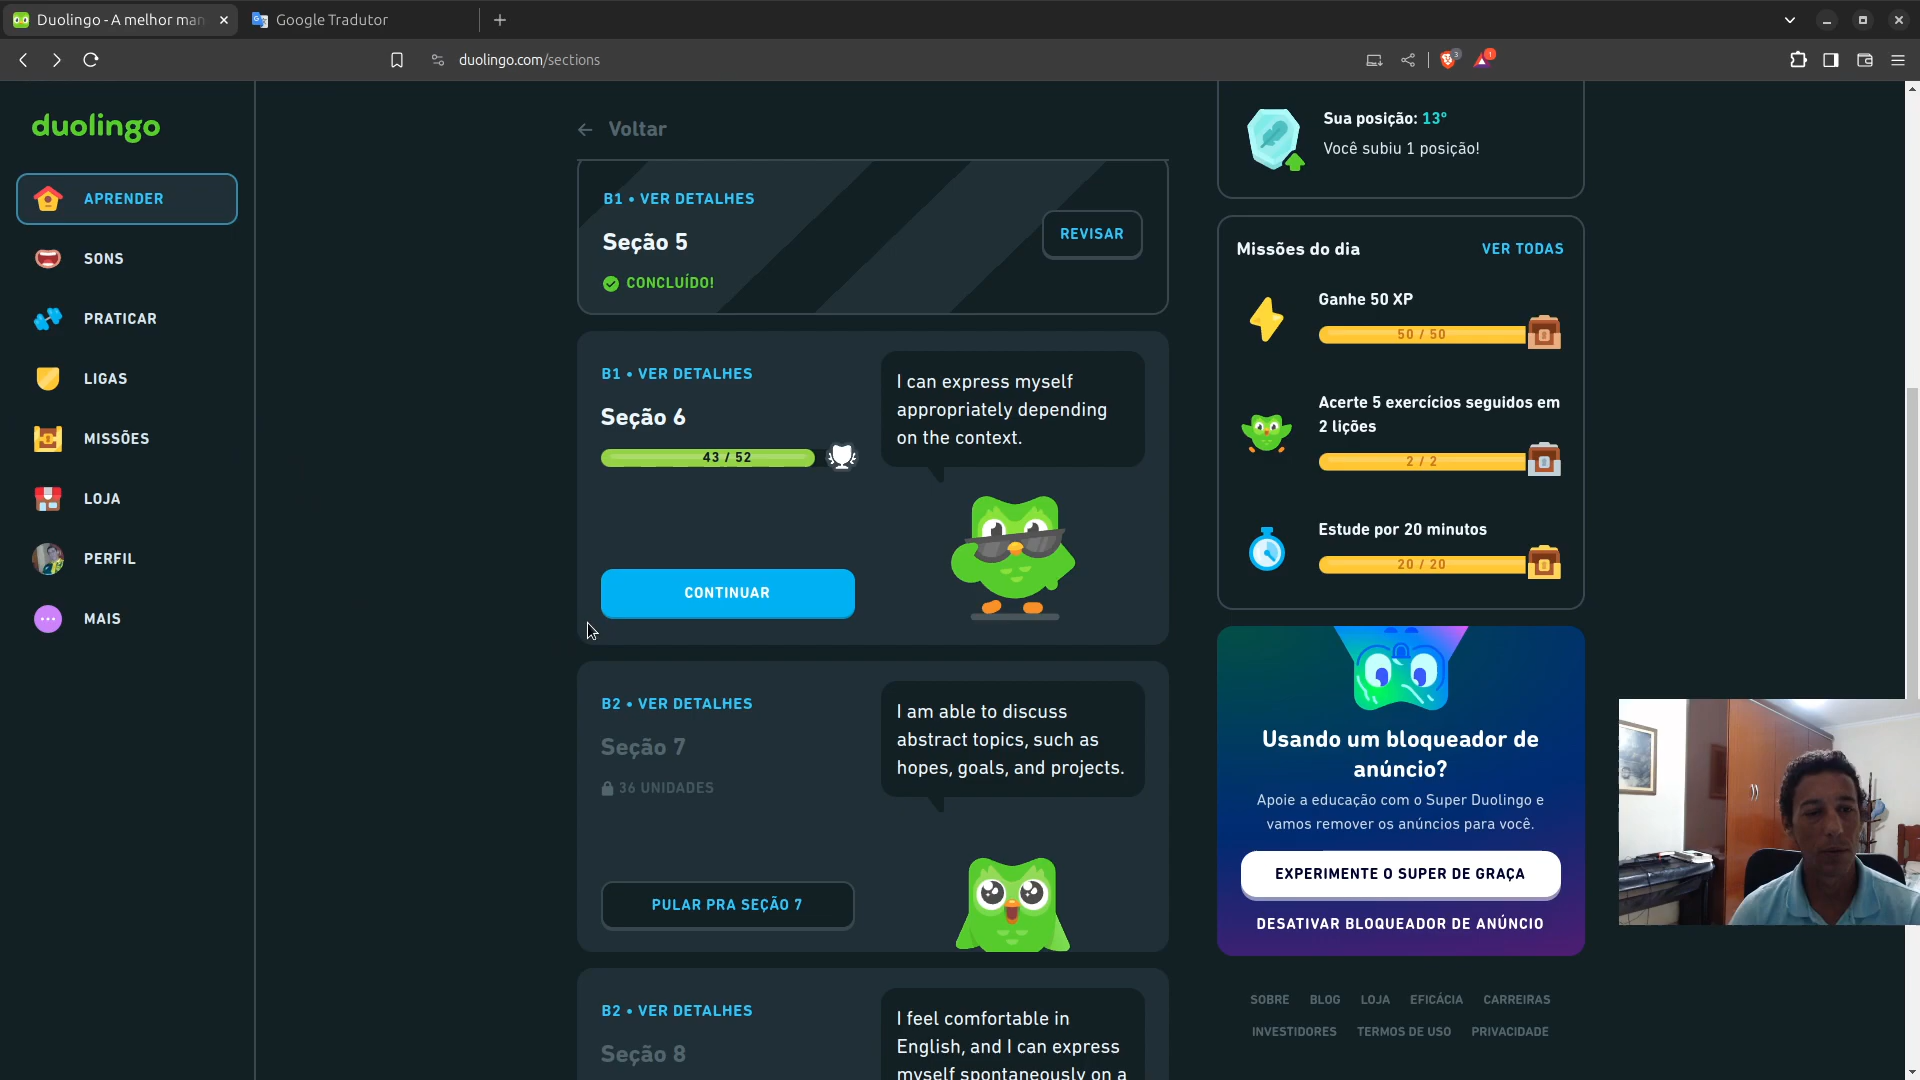 Duolingo - A melhor man
Google Tradutor
duolingo.com/sections
3
1
duolingo
APRENDER
SONS
PRATICAR
LIGAS
MISSÕES
LOJA
PERFIL
MAIS
Voltar
B1 • VER DETALHES
Seção 5
CONCLUÍDO!
REVISAR
B1 • VER DETALHES
Seção 6
43 / 52
CONTINUAR
I can express myself
appropriately depending
on the context.
B2 • VER DETALHES
Seção 7
36 UNIDADES
PULAR PRA SEÇÃO 7
I am able to discuss
abstract topics, such as
hopes, goals, and projects.
B2 • VER DETALHES
Seção 8
I feel comfortable in
English, and I can express
myself spontaneously on a
Sua posição: 13º
Você subiu 1 posição!
Missões do dia
VER TODAS
Ganhe 50 XP
50 / 50
Acerte 5 exercícios seguidos em
2 lições
2 / 2
Estude por 20 minutos
20 / 20
Usando um bloqueador de
anúncio?
Apoie a educação com o Super Duolingo e
vamos remover os anúncios para você.
EXPERIMENTE O SUPER DE GRAÇA
DESATIVAR BLOQUEADOR DE ANÚNCIO
SOBRE BLOG LOJA EFICÁCIA CARREIRAS
INVESTIDORES TERMOS DE USO PRIVACIDADE